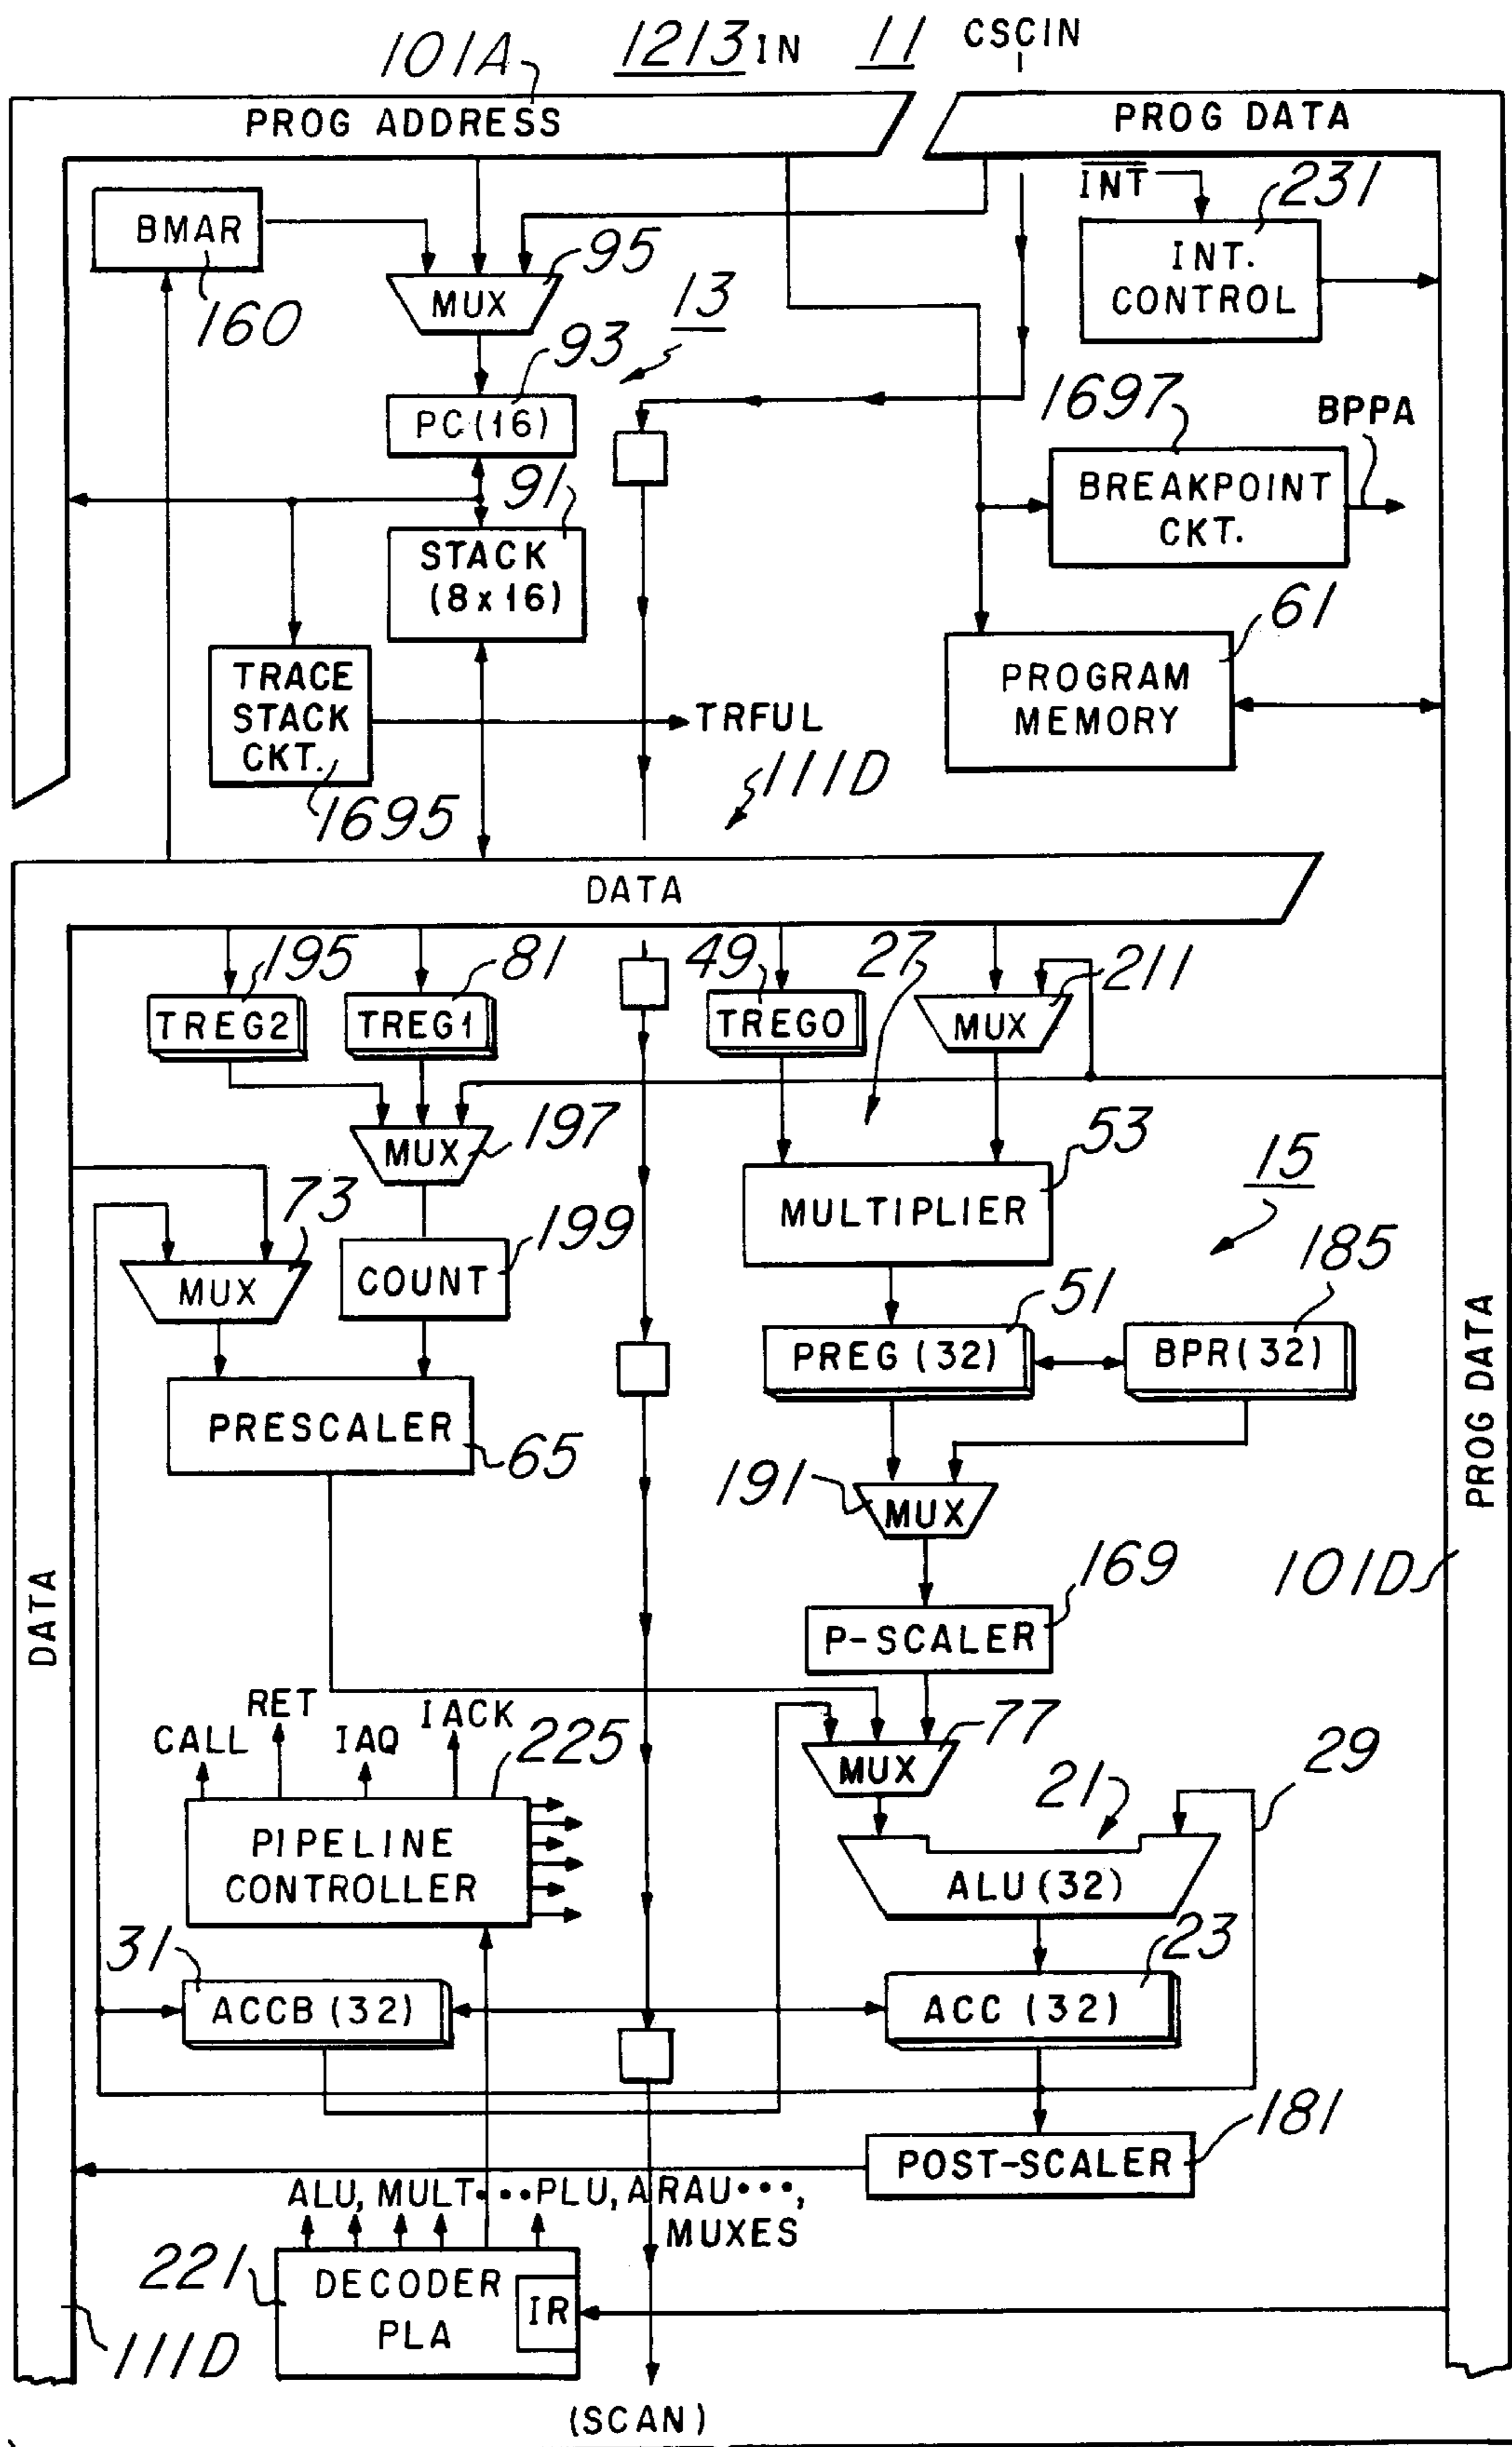 101A
1213 IN
11
CSCIN
PROG ADDRESS
PROG DATA
INT
231
BMAR
160
95
MUX
13
INT.
CONTROL
93
PC(16)
1697
BPPA
91
BREAKPOINT
CKT.
STACK
(8x16)
61
TRACE
STACK
CKT.
TRFUL
PROGRAM
MEMORY
1695
111D
DATA
195
81
49
27
211
TREG2
TREG1
TREG0
MUX
197
MUX
53
15
73
199
MULTIPLIER
185
MUX
COUNT
51
PREG (32)
BPR(32)
PROG DATA
PRESCALER
65
191
MUX
169
101D
DATA
P-SCALER
RET
IACK
CALL
IAQ
225
77
29
MUX
21
PIPELINE
CONTROLLER
ALU (32)
31
23
ACCB (32)
ACC (32)
181
POST-SCALER
ALU, MULT••••PLU, ARAU•••,
MUXES
221
DECODER
PLA
IR
111D
(SCAN)